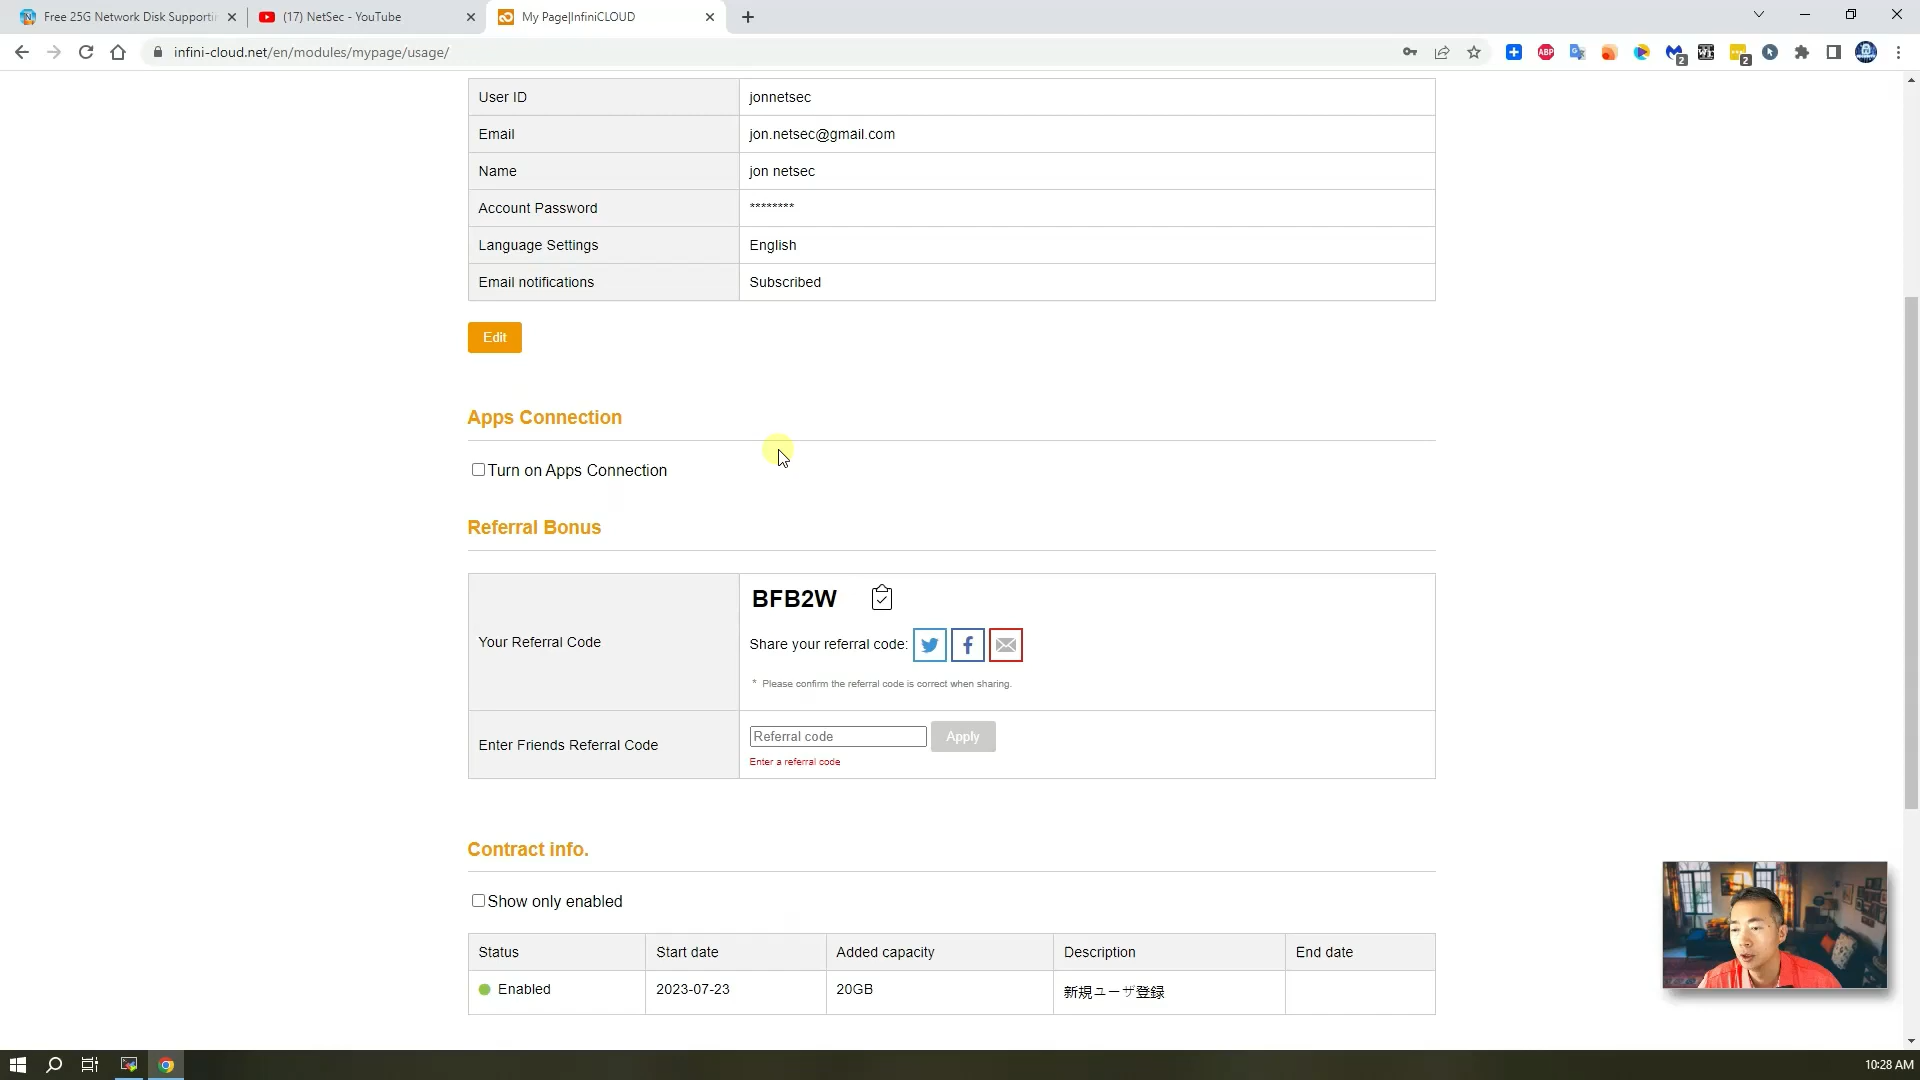 Free 25G Network Disk Supportin
(17) NetSec - YouTube
My Page|InfiniCLOUD
infini-cloud.net/en/modules/mypage/usage/
ABP
2
2
User ID
jonnetsec
Email
jon.netsec@gmail.com
Name
jon netsec
Account Password
********
Language Settings
English
Email notifications
Subscribed
Edit
Apps Connection
Turn on Apps Connection
Referral Bonus
Your Referral Code
BFB2W
Share your referral code:
* Please confirm the referral code is correct when sharing.
Enter Friends Referral Code
Referral code
Apply
Enter a referral code
Contract info.
Show only enabled
Status
Start date
Added capacity
Description
End date
Enabled
2023-07-23
20GB
新規ユーザ登録
10:28 AM